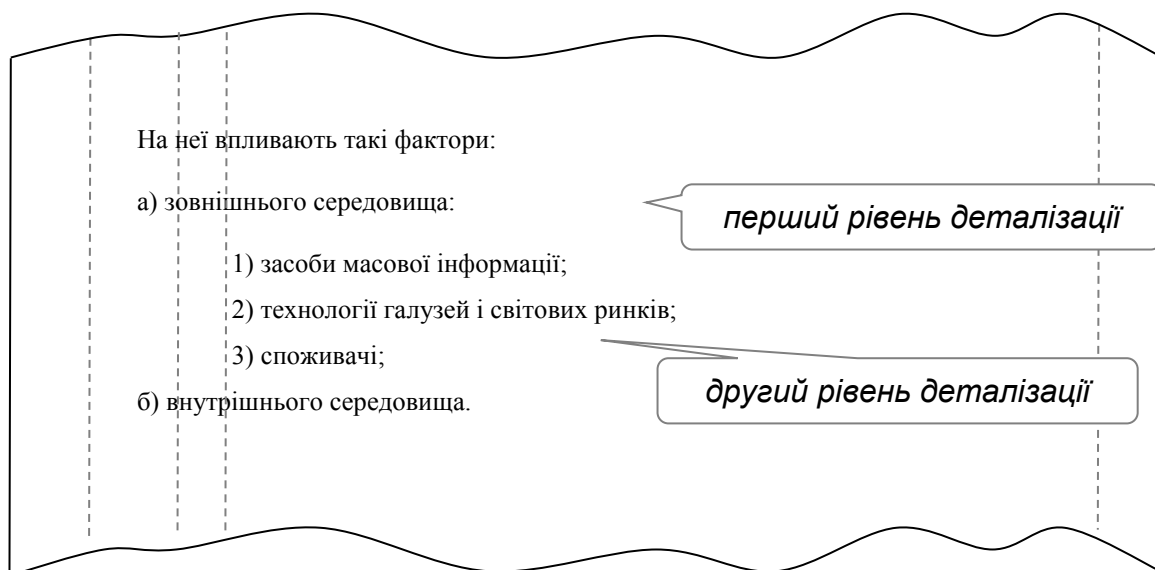 На неї впливають такі фактори:
а) зовнішнього середовища:
перший рівень деталізації
1) засоби масової інформації;
2) технології галузей і світових ринків;
3) споживачі;
другий рівень деталізації
б) внутрішнього середовища.